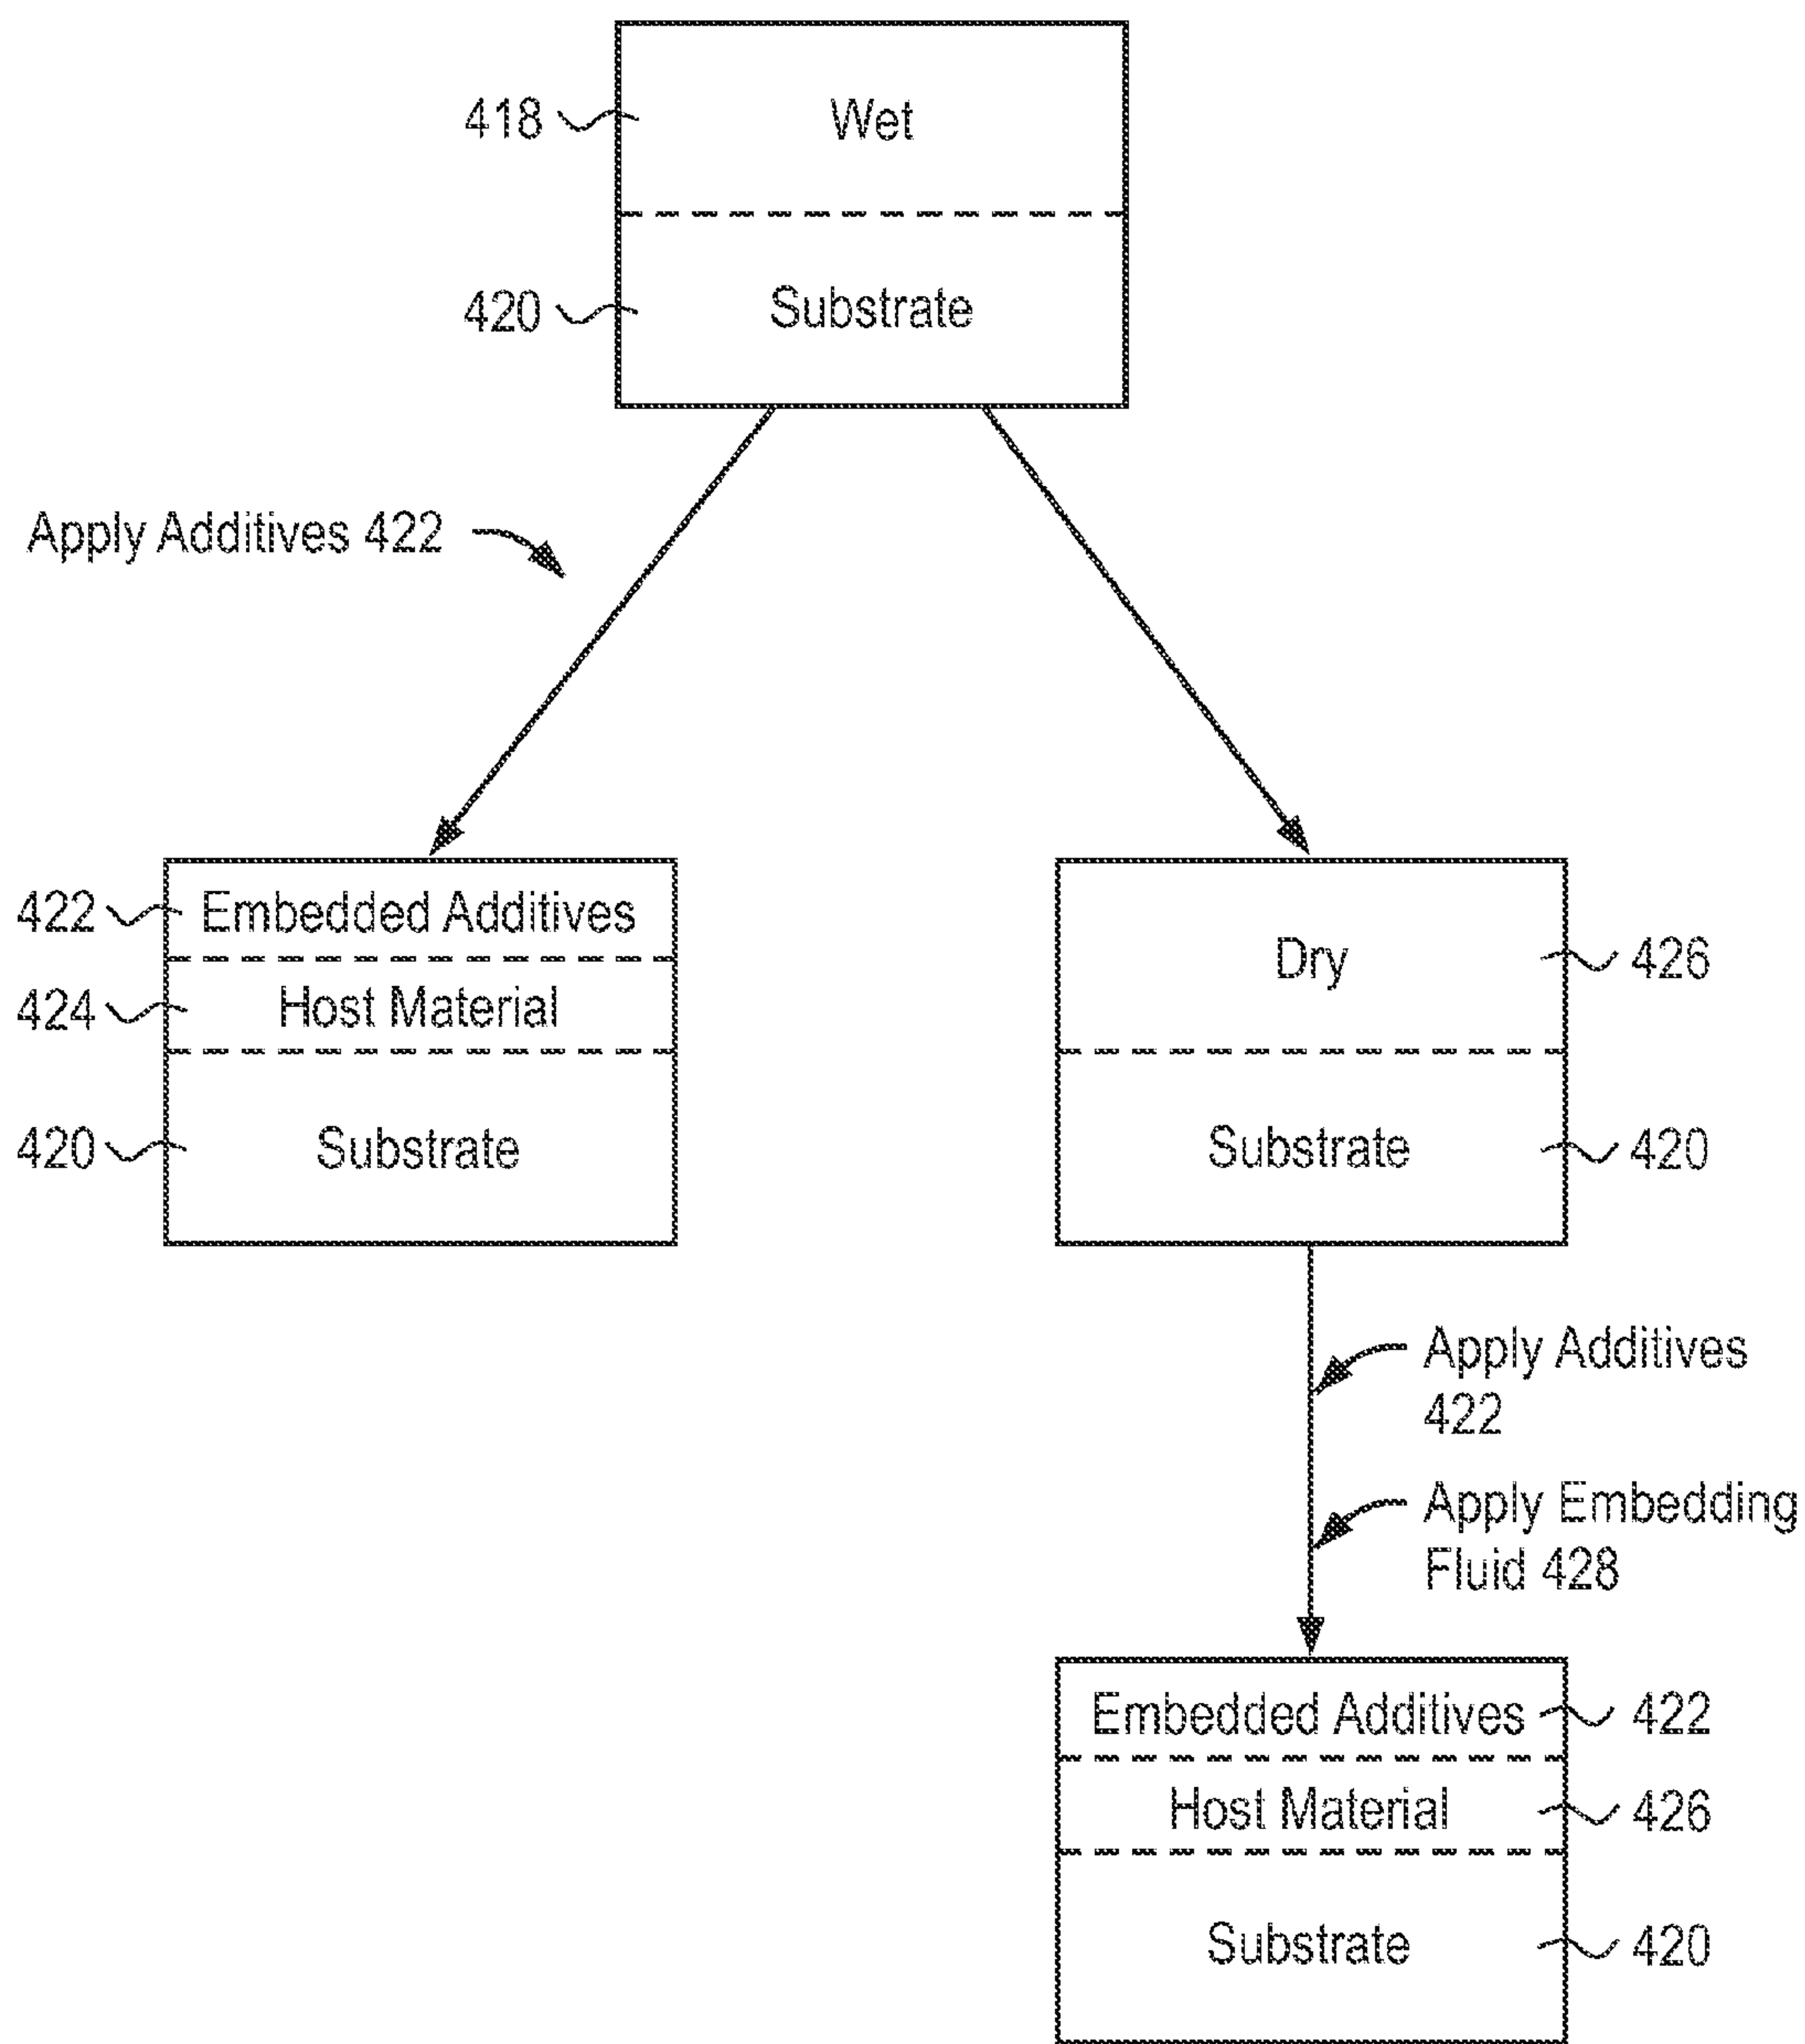 418 Wet
420 Substrate
Apply Additives 422
422 Embedded Additives
424 Host Material
420 Substrate
Dry 426
Substrate 420
Apply Additives
422
Apply Embedding
Fluid 428
Embedded Additives 422
Host Material 426
Substrate 420